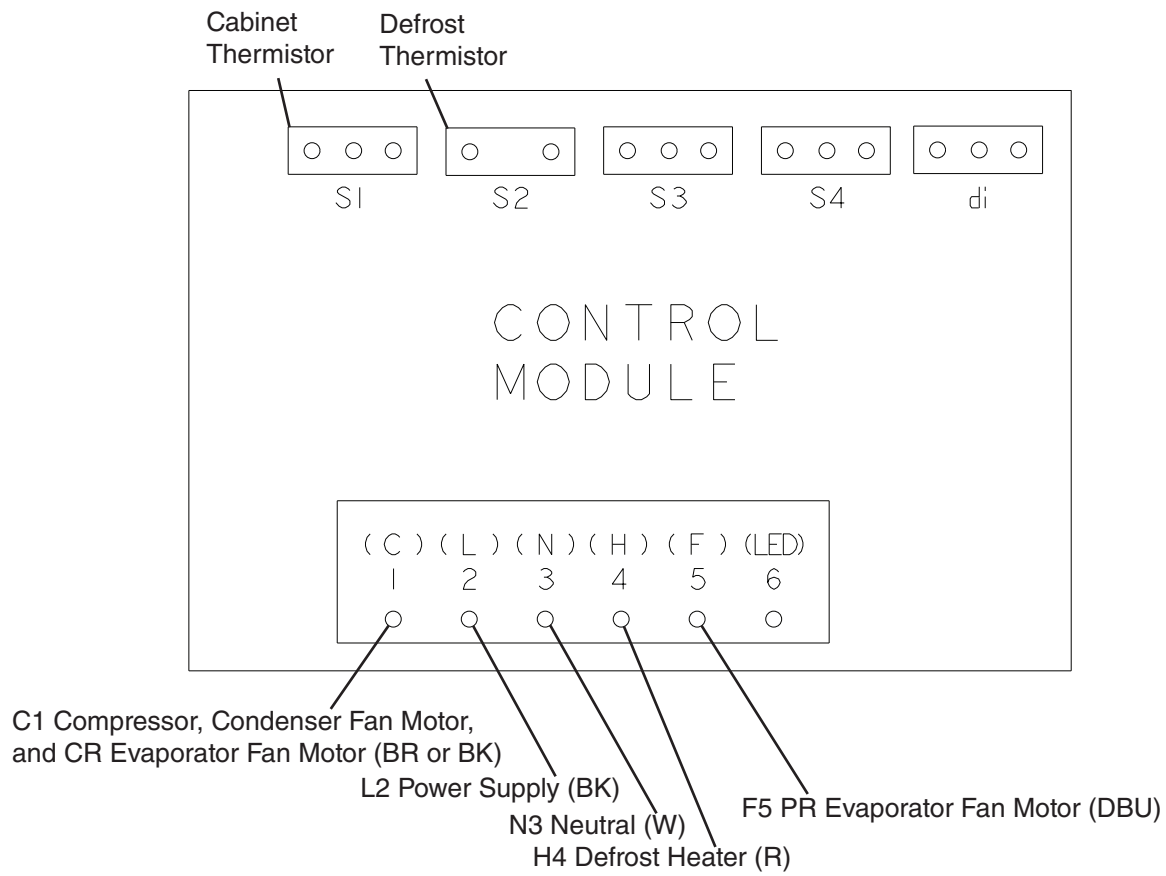 Cabinet
Thermistor
Defrost
Thermistor
S1 S2 S3 S4 di
CONTROL
MODULE
(C) (L) (N) (H) (F) (LED)
1 2 3 4 5 6
C1 Compressor, Condenser Fan Motor,
and CR Evaporator Fan Motor (BR or BK)
L2 Power Supply (BK)
N3 Neutral (W)
H4 Defrost Heater (R)
F5 PR Evaporator Fan Motor (DBU)